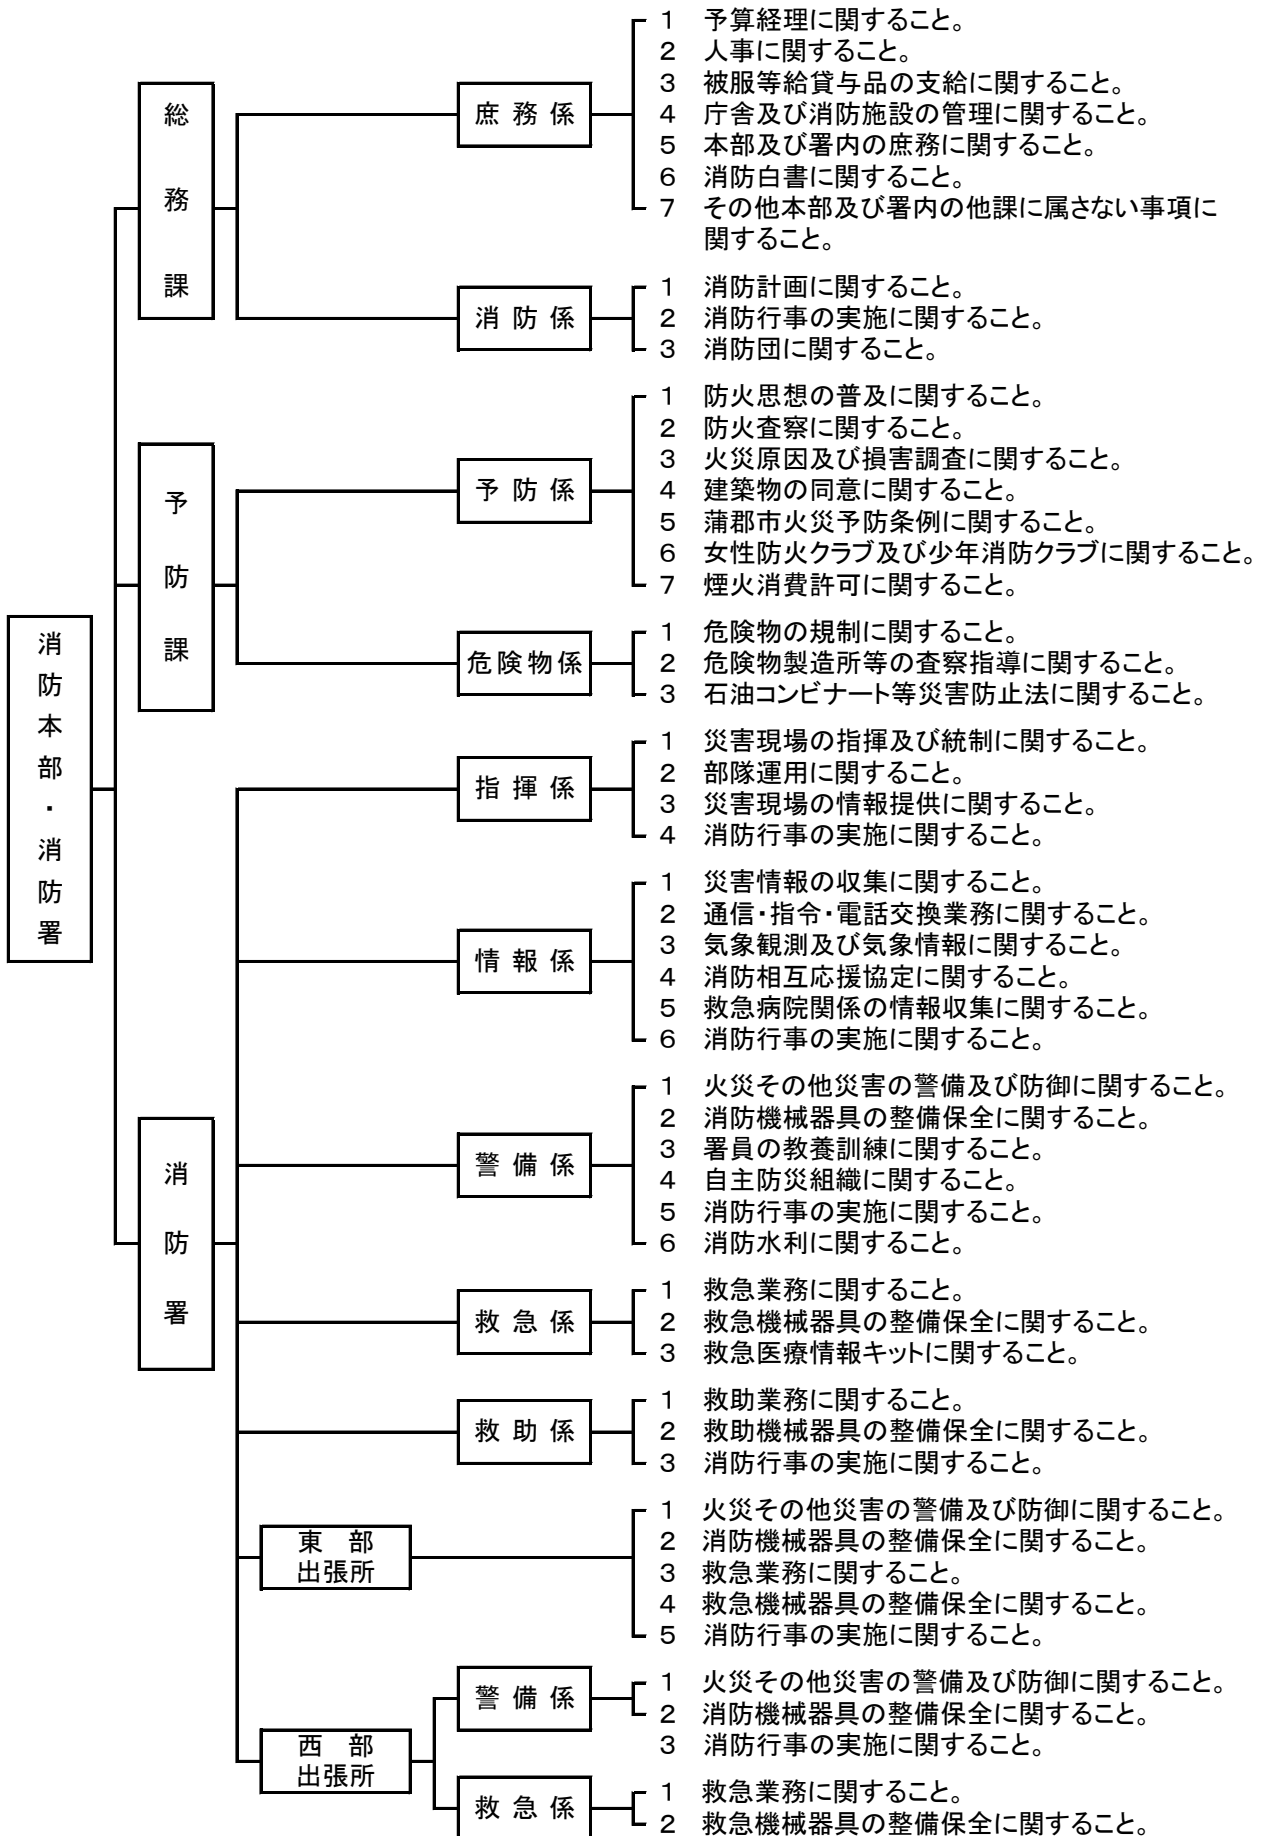 消防本部・消防署
総務課
庶務係
1 予算経理に関すること。
2 人事に関すること。
3 被服等給貸与品の支給に関すること。
4 庁舎及び消防施設の管理に関すること。
5 本部及び署内の庶務に関すること。
6 消防白書に関すること。
7 その他本部及び署内の他課に属さない事項に
関すること。
消防係
1 消防計画に関すること。
2 消防行事の実施に関すること。
3 消防団に関すること。
予防課
予防係
1 防火思想の普及に関すること。
2 防火査察に関すること。
3 火災原因及び損害調査に関すること。
4 建築物の同意に関すること。
5 蒲郡市火災予防条例に関すること。
6 女性防火クラブ及び少年消防クラブに関すること。
7 煙火消費許可に関すること。
危険物係
1 危険物の規制に関すること。
2 危険物製造所等の査察指導に関すること。
3 石油コンビナート等災害防止法に関すること。
消防署
指揮係
1 災害現場の指揮及び統制に関すること。
2 部隊運用に関すること。
3 災害現場の情報提供に関すること。
4 消防行事の実施に関すること。
情報係
1 災害情報の収集に関すること。
2 通信・指令・電話交換業務に関すること。
3 気象観測及び気象情報に関すること。
4 消防相互応援協定に関すること。
5 救急病院関係の情報収集に関すること。
6 消防行事の実施に関すること。
警備係
1 火災その他災害の警備及び防御に関すること。
2 消防機械器具の整備保全に関すること。
3 署員の教養訓練に関すること。
4 自主防災組織に関すること。
5 消防行事の実施に関すること。
6 消防水利に関すること。
救急係
1 救急業務に関すること。
2 救急機械器具の整備保全に関すること。
3 救急医療情報キットに関すること。
救助係
1 救助業務に関すること。
2 救助機械器具の整備保全に関すること。
3 消防行事の実施に関すること。
東部
出張所
1 火災その他災害の警備及び防御に関すること。
2 消防機械器具の整備保全に関すること。
3 救急業務に関すること。
4 救急機械器具の整備保全に関すること。
5 消防行事の実施に関すること。
西部
出張所
警備係
1 火災その他災害の警備及び防御に関すること。
2 消防機械器具の整備保全に関すること。
3 消防行事の実施に関すること。
救急係
1 救急業務に関すること。
2 救急機械器具の整備保全に関すること。